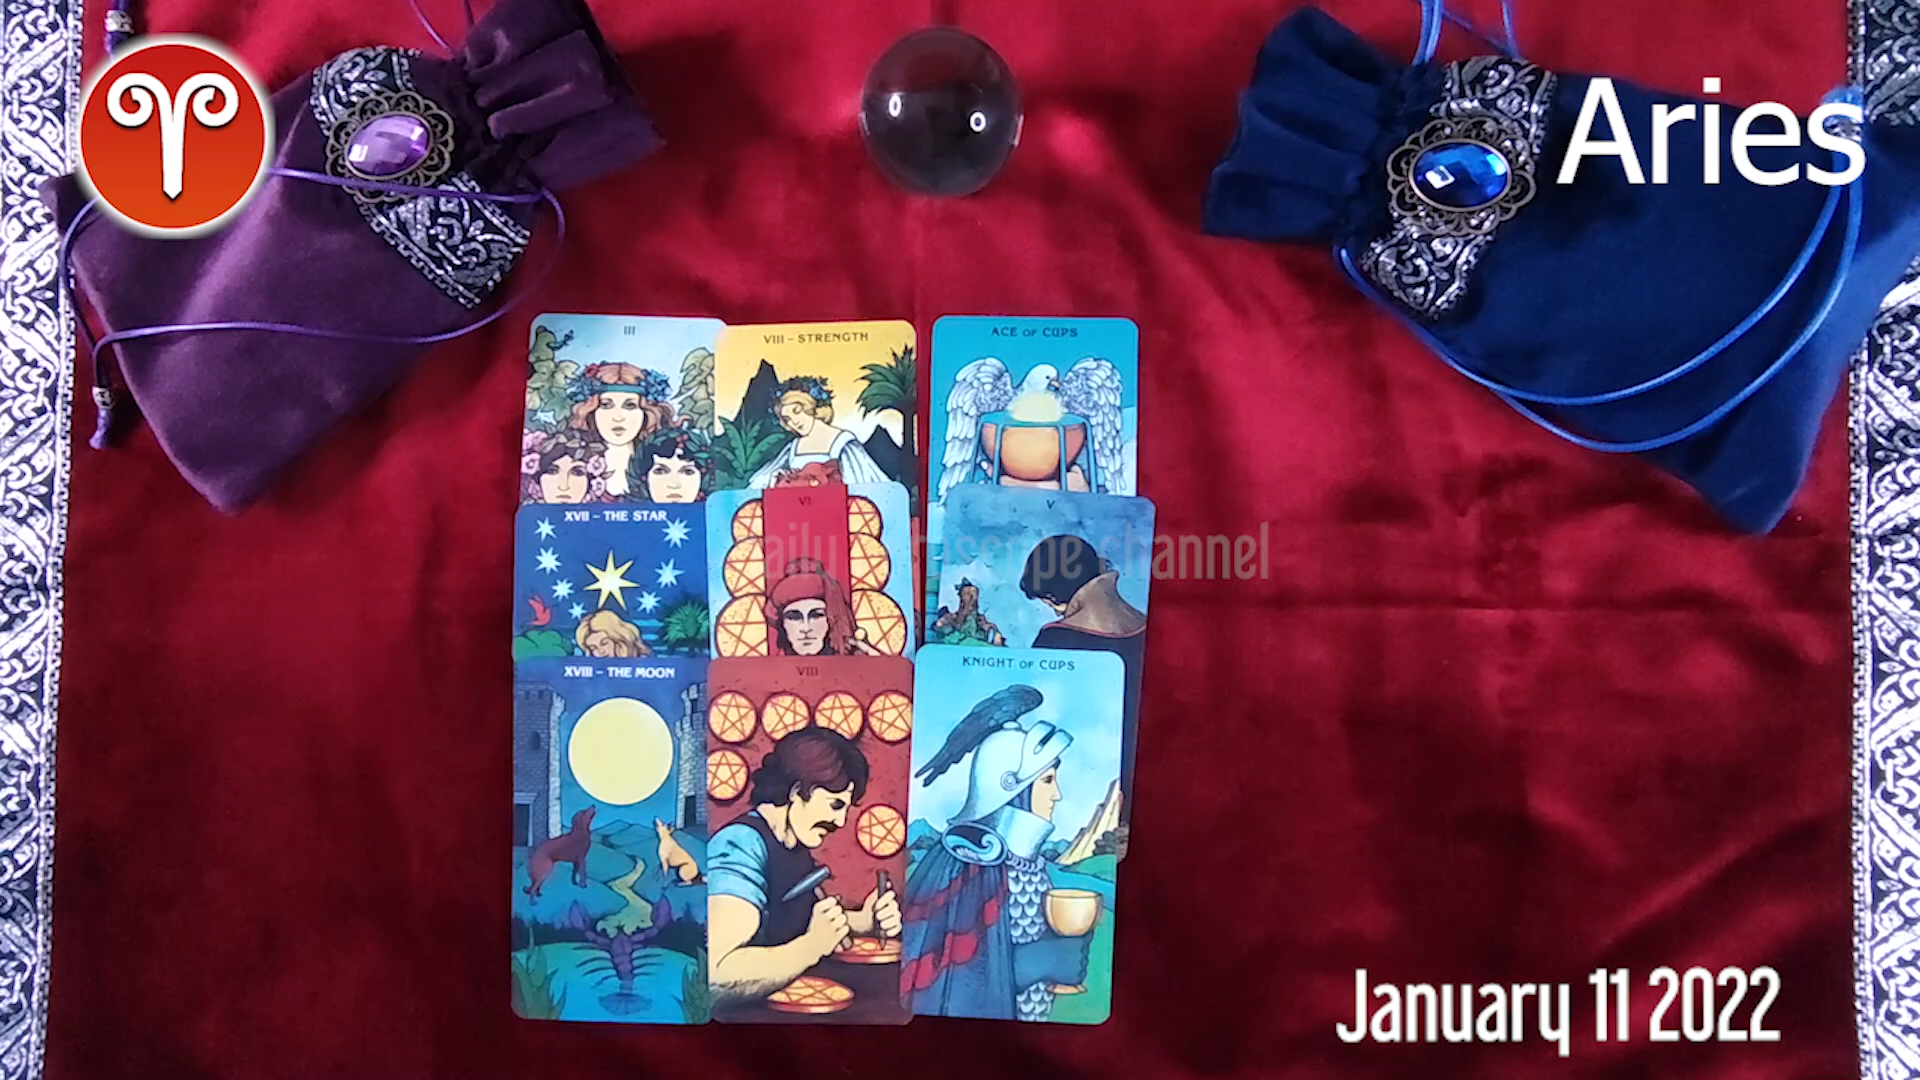 Aries
III
VIII – STRENGTH
ACE OF CUPS
XVII – THE STAR
VI
V
channel
XVIII – THE MOON
VIII
KNIGHT OF CUPS
January 11 2022